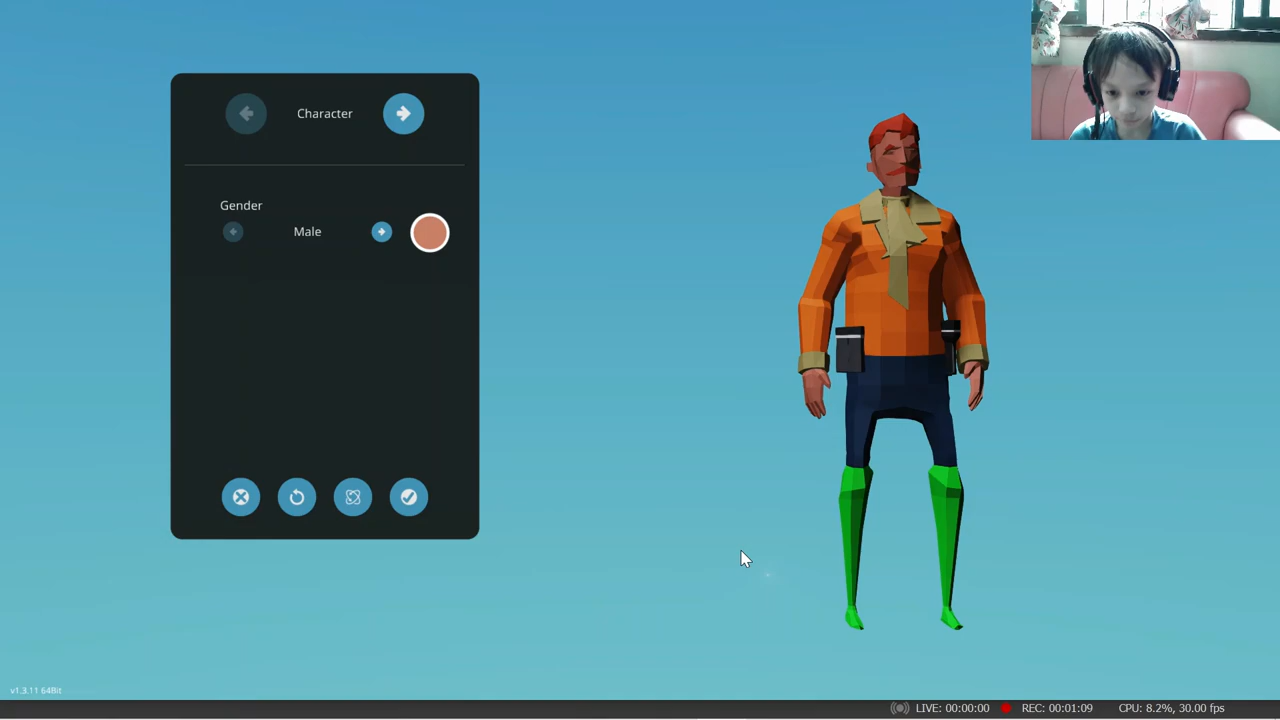 Character
Gender
Male
v1.3.11 64Bit
LIVE: 00:00:00
REC: 00:01:09
CPU: 8.2%, 30.00 fps